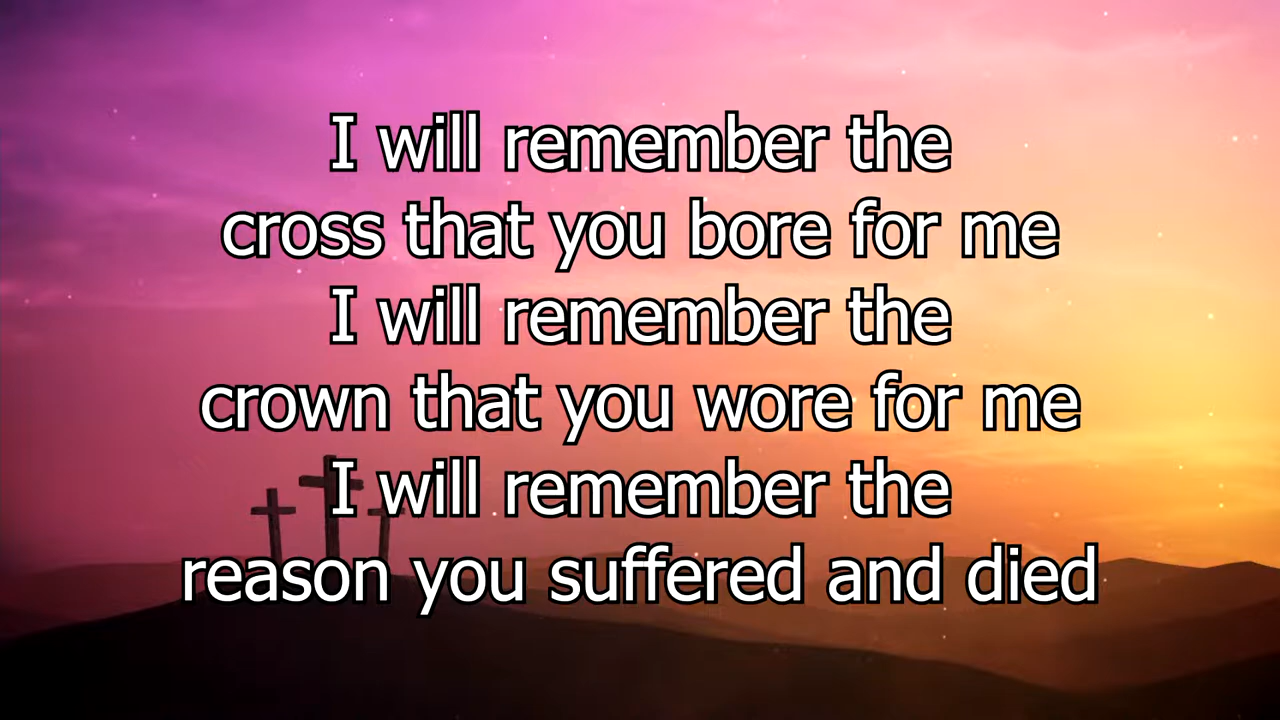 I will remember the
cross that you bore for me
I will remember the
crown that you wore for me
I will remember the
reason you suffered and died